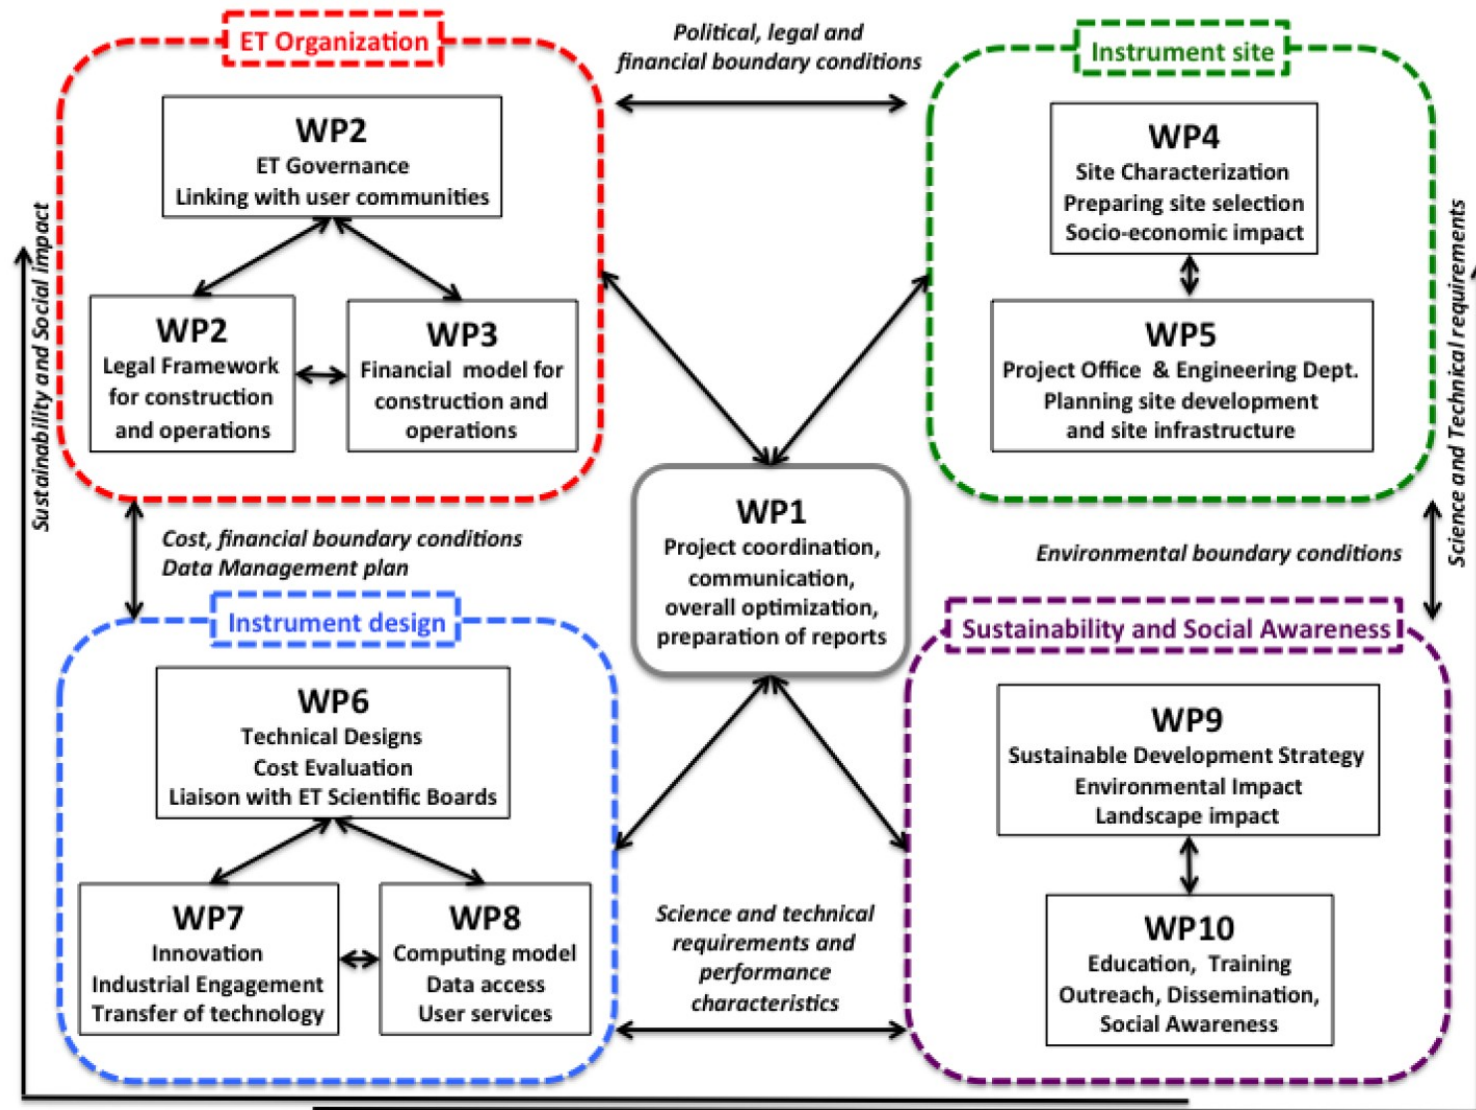 ET Organization
WP2
ET Governance
Linking with user communities
WP2
Legal Framework
for construction
and operations
WP3
Financial model for
construction and
operations
Political, legal and
financial boundary conditions
Instrument site
WP4
Site Characterization
Preparing site selection
Socio-economic impact
WP5
Project Office & Engineering Dept.
Planning site development
and site infrastructure
Sustainability and Social impact
Science and Technical requirements
WP1
Project coordination,
communication,
overall optimization,
preparation of reports
Cost, financial boundary conditions
Data Management plan
Environmental boundary conditions
Instrument design
WP6
Technical Designs
Cost Evaluation
Liaison with ET Scientific Boards
WP7
Innovation
Industrial Engagement
Transfer of technology
WP8
Computing model
Data access
User services
Science and technical
requirements and
performance
characteristics
Sustainability and Social Awareness
WP9
Sustainable Development Strategy
Environmental Impact
Landscape impact
WP10
Education, Training
Outreach, Dissemination,
Social Awareness